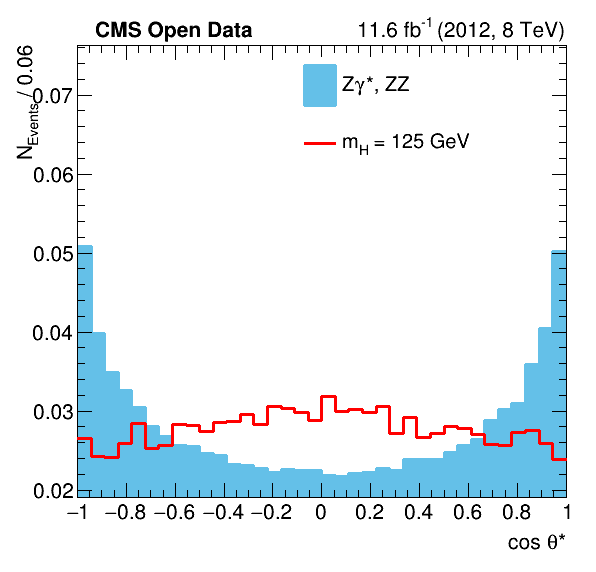 CMS Open Data 11.6 fb⁻¹ (2012, 8 TeV)
N_Events / 0.06
Zγ*, ZZ
m_H = 125 GeV
0.07
0.06
0.05
0.04
0.03
0.02
−1 −0.8 −0.6 −0.4 −0.2 0 0.2 0.4 0.6 0.8 1
cos θ*